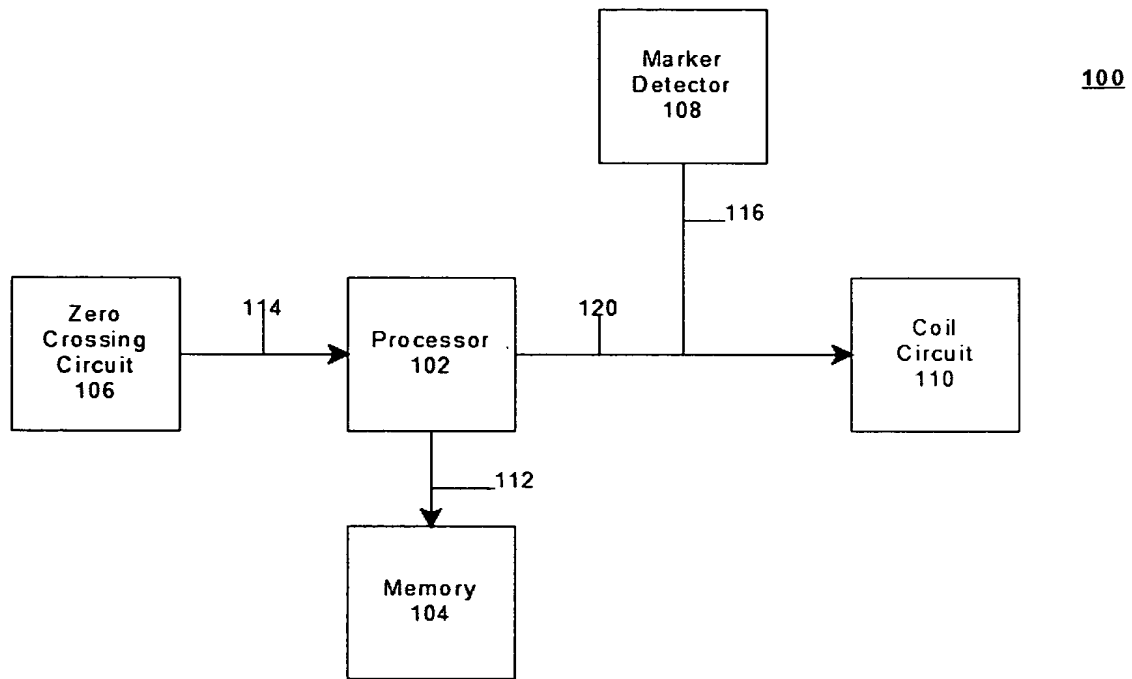 Marker
Detector
108
100
116
Zero
Crossing
Circuit
106
114
Processor
102
120
Coil
Circuit
110
112
Memory
104